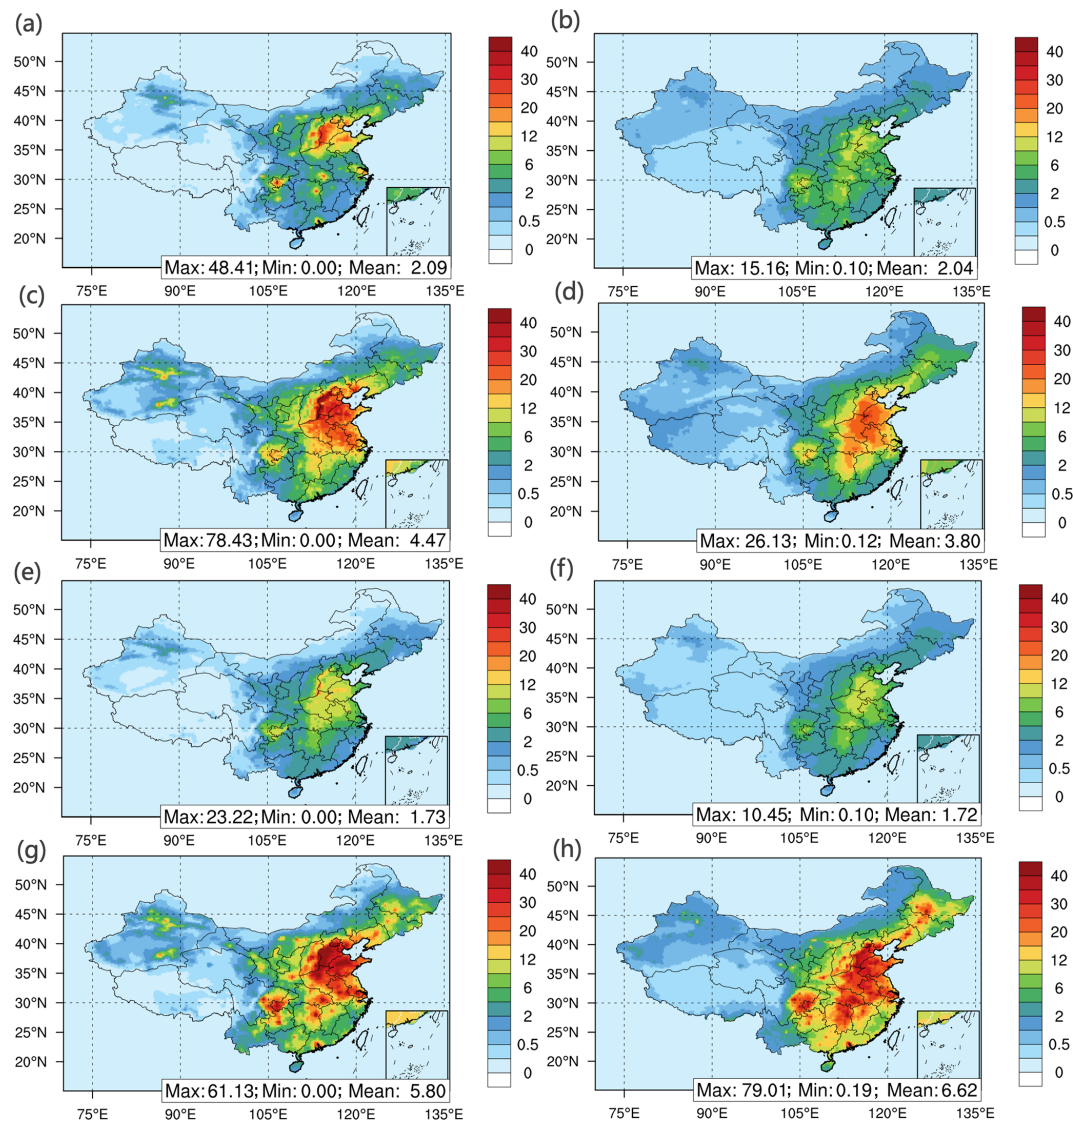 (a)
50°N
45°N
40°N
35°N
30°N
25°N
20°N
40
30
20
12
6
2
0.5
0
Max: 48.41; Min: 0.00; Mean: 2.09
75°E 90°E 105°E 120°E 135°E
(b)
50°N
45°N
40°N
35°N
30°N
25°N
20°N
40
30
20
12
6
2
0.5
0
Max: 15.16; Min: 0.10; Mean: 2.04
75°E 90°E 105°E 120°E 135°E
(c)
50°N
45°N
40°N
35°N
30°N
25°N
20°N
40
30
20
12
6
2
0.5
0
Max: 78.43; Min: 0.00; Mean: 4.47
75°E 90°E 105°E 120°E 135°E
(d)
50°N
45°N
40°N
35°N
30°N
25°N
20°N
40
30
20
12
6
2
0.5
0
Max: 26.13; Min: 0.12; Mean: 3.80
75°E 90°E 105°E 120°E 135°E
(e)
50°N
45°N
40°N
35°N
30°N
25°N
20°N
40
30
20
12
6
2
0.5
0
Max: 23.22; Min: 0.00; Mean: 1.73
75°E 90°E 105°E 120°E 135°E
(f)
50°N
45°N
40°N
35°N
30°N
25°N
20°N
40
30
20
12
6
2
0.5
0
Max: 10.45; Min: 0.10; Mean: 1.72
75°E 90°E 105°E 120°E 135°E
(g)
50°N
45°N
40°N
35°N
30°N
25°N
20°N
40
30
20
12
6
2
0.5
0
Max: 61.13; Min: 0.00; Mean: 5.80
75°E 90°E 105°E 120°E 135°E
(h)
50°N
45°N
40°N
35°N
30°N
25°N
20°N
40
30
20
12
6
2
0.5
0
Max: 79.01; Min: 0.19; Mean: 6.62
75°E 90°E 105°E 120°E 135°E